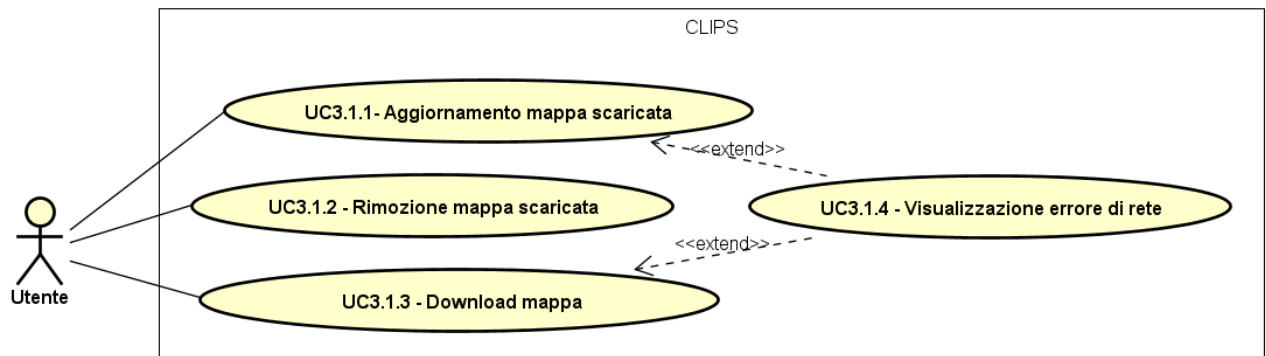 CLIPS
UC3.1.1- Aggiornamento mappa scaricata
<<extend>>
UC3.1.2 - Rimozione mappa scaricata
UC3.1.4 - Visualizzazione errore di rete
<<extend>>
Utente
UC3.1.3 - Download mappa